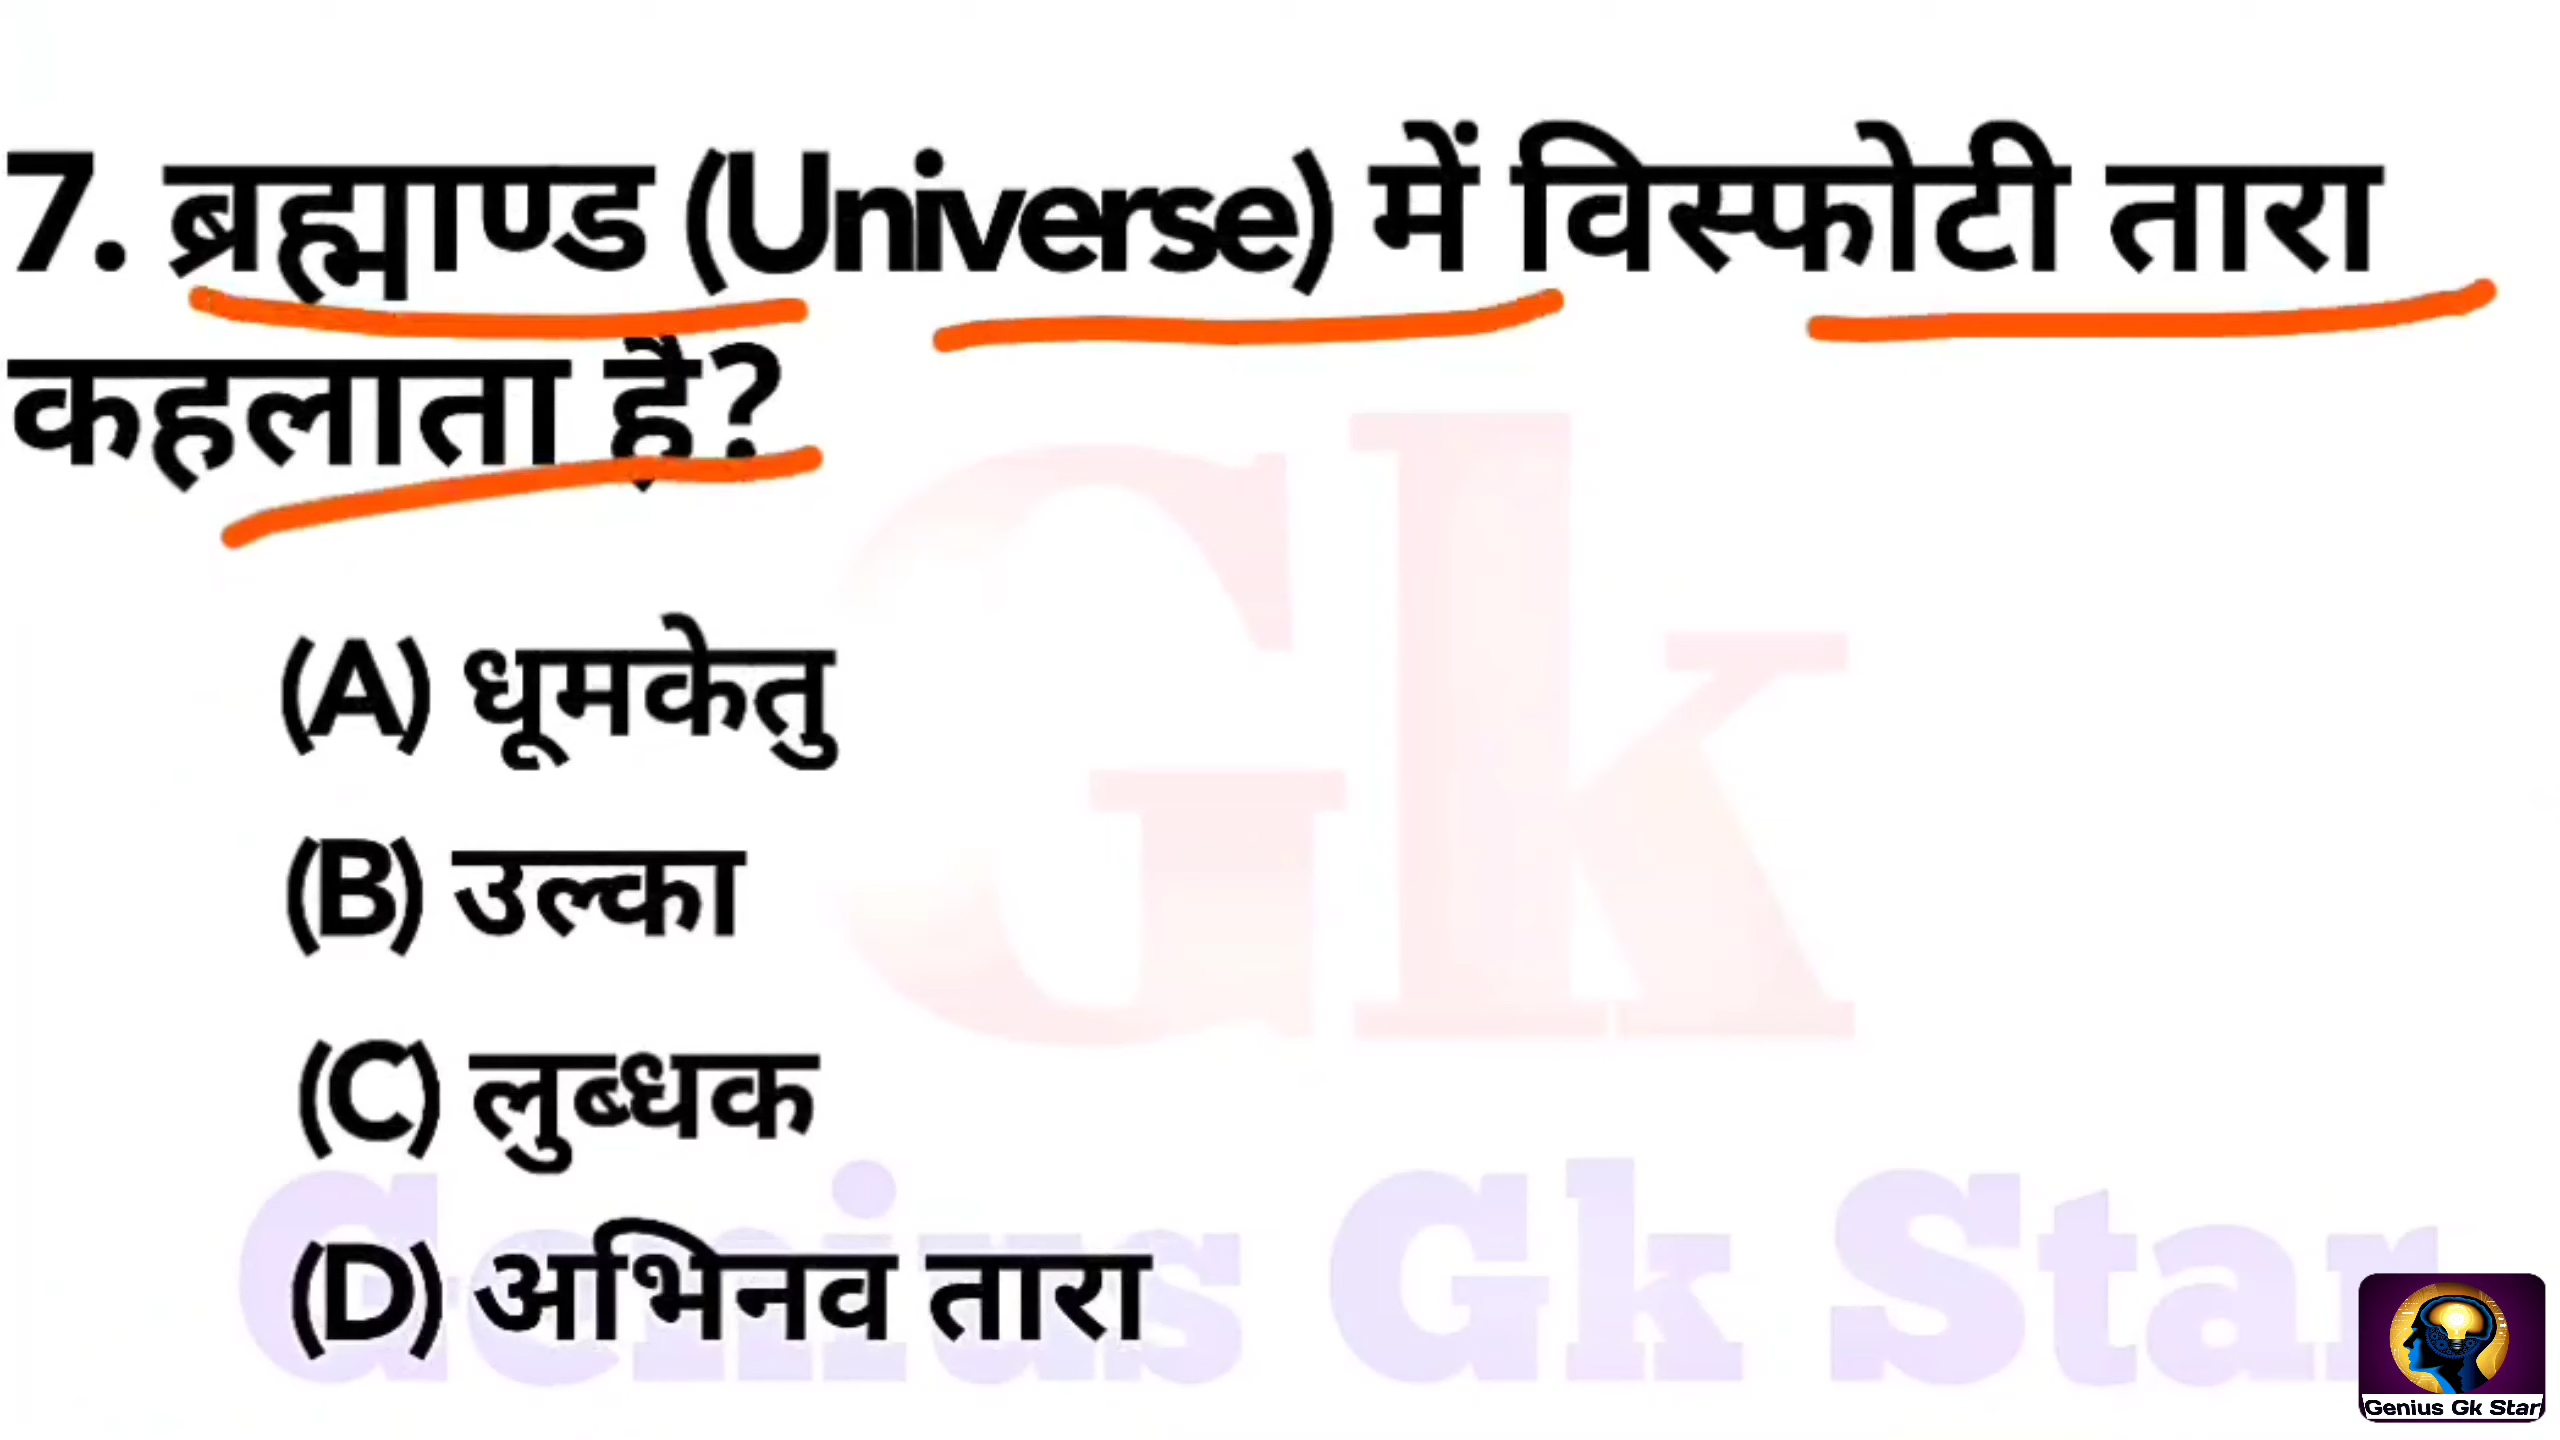 7. ब्रह्माण्ड (Universe) में विस्फोटी तारा
कहलाता है?
(A) धूमकेतु
(B) उल्का
(C) लुब्धक
(D) अभिनव तारा
Gk
Genius Gk Star
Genius Gk Star